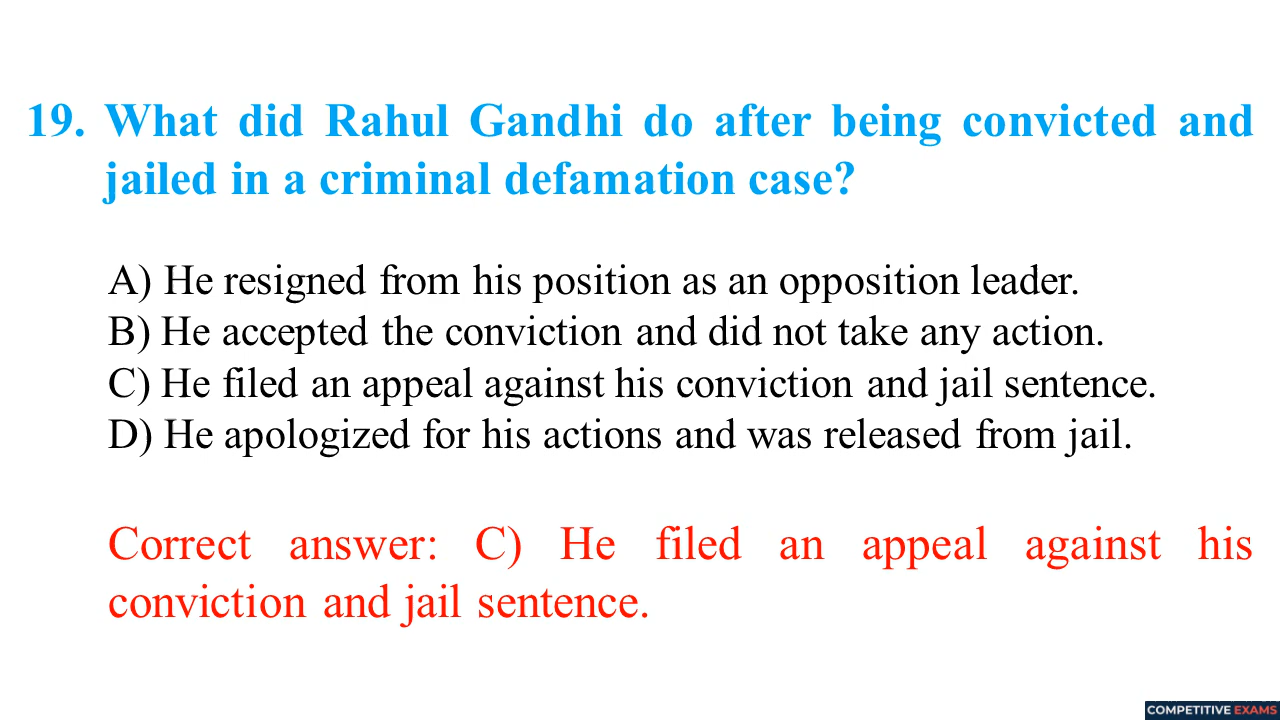 19. What did Rahul Gandhi do after being convicted and
jailed in a criminal defamation case?
A) He resigned from his position as an opposition leader.
B) He accepted the conviction and did not take any action.
C) He filed an appeal against his conviction and jail sentence.
D) He apologized for his actions and was released from jail.
Correct answer: C) He filed an appeal against his
conviction and jail sentence.
COMPETITIVE EXAMS